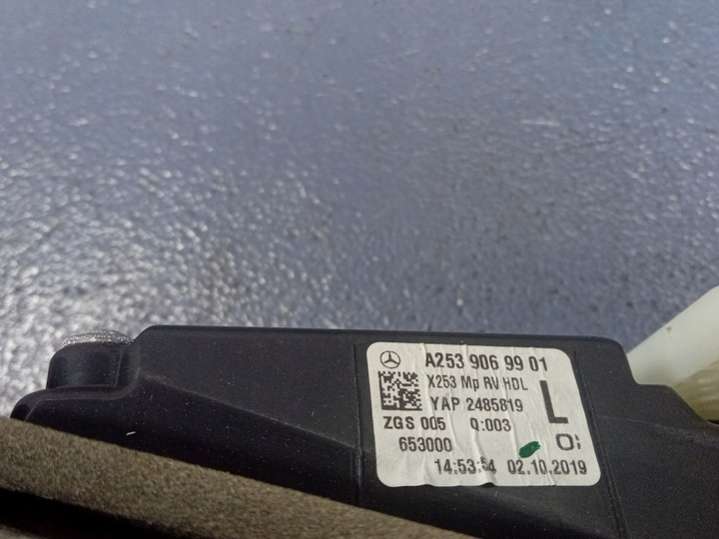 A253 906 99 01
X253 Mp RV HDL
YAP 2485819
L
ZGS 005 Q:003
653000
14:53:54 02.10.2019